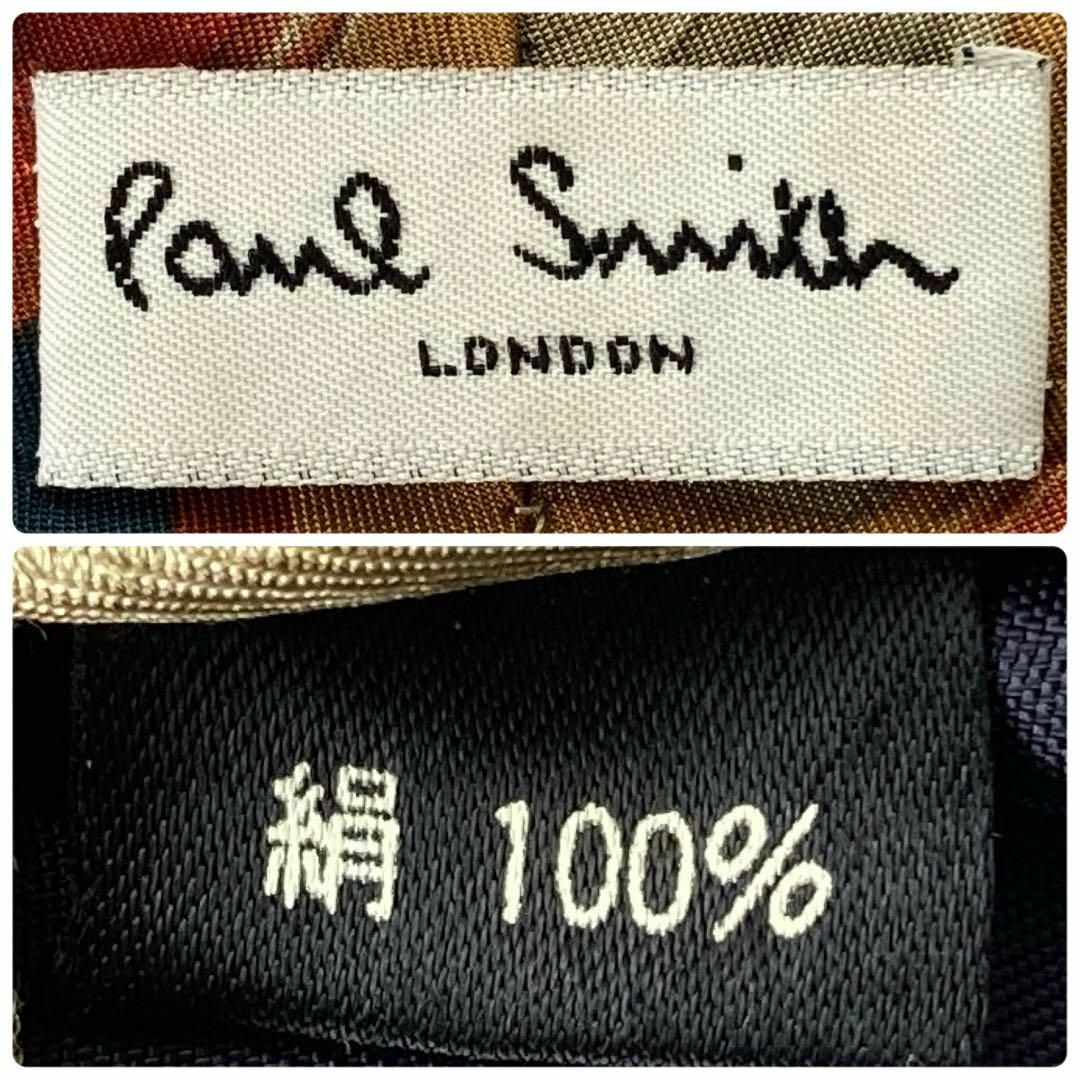 Paul Smith
LONDON
絹 100%